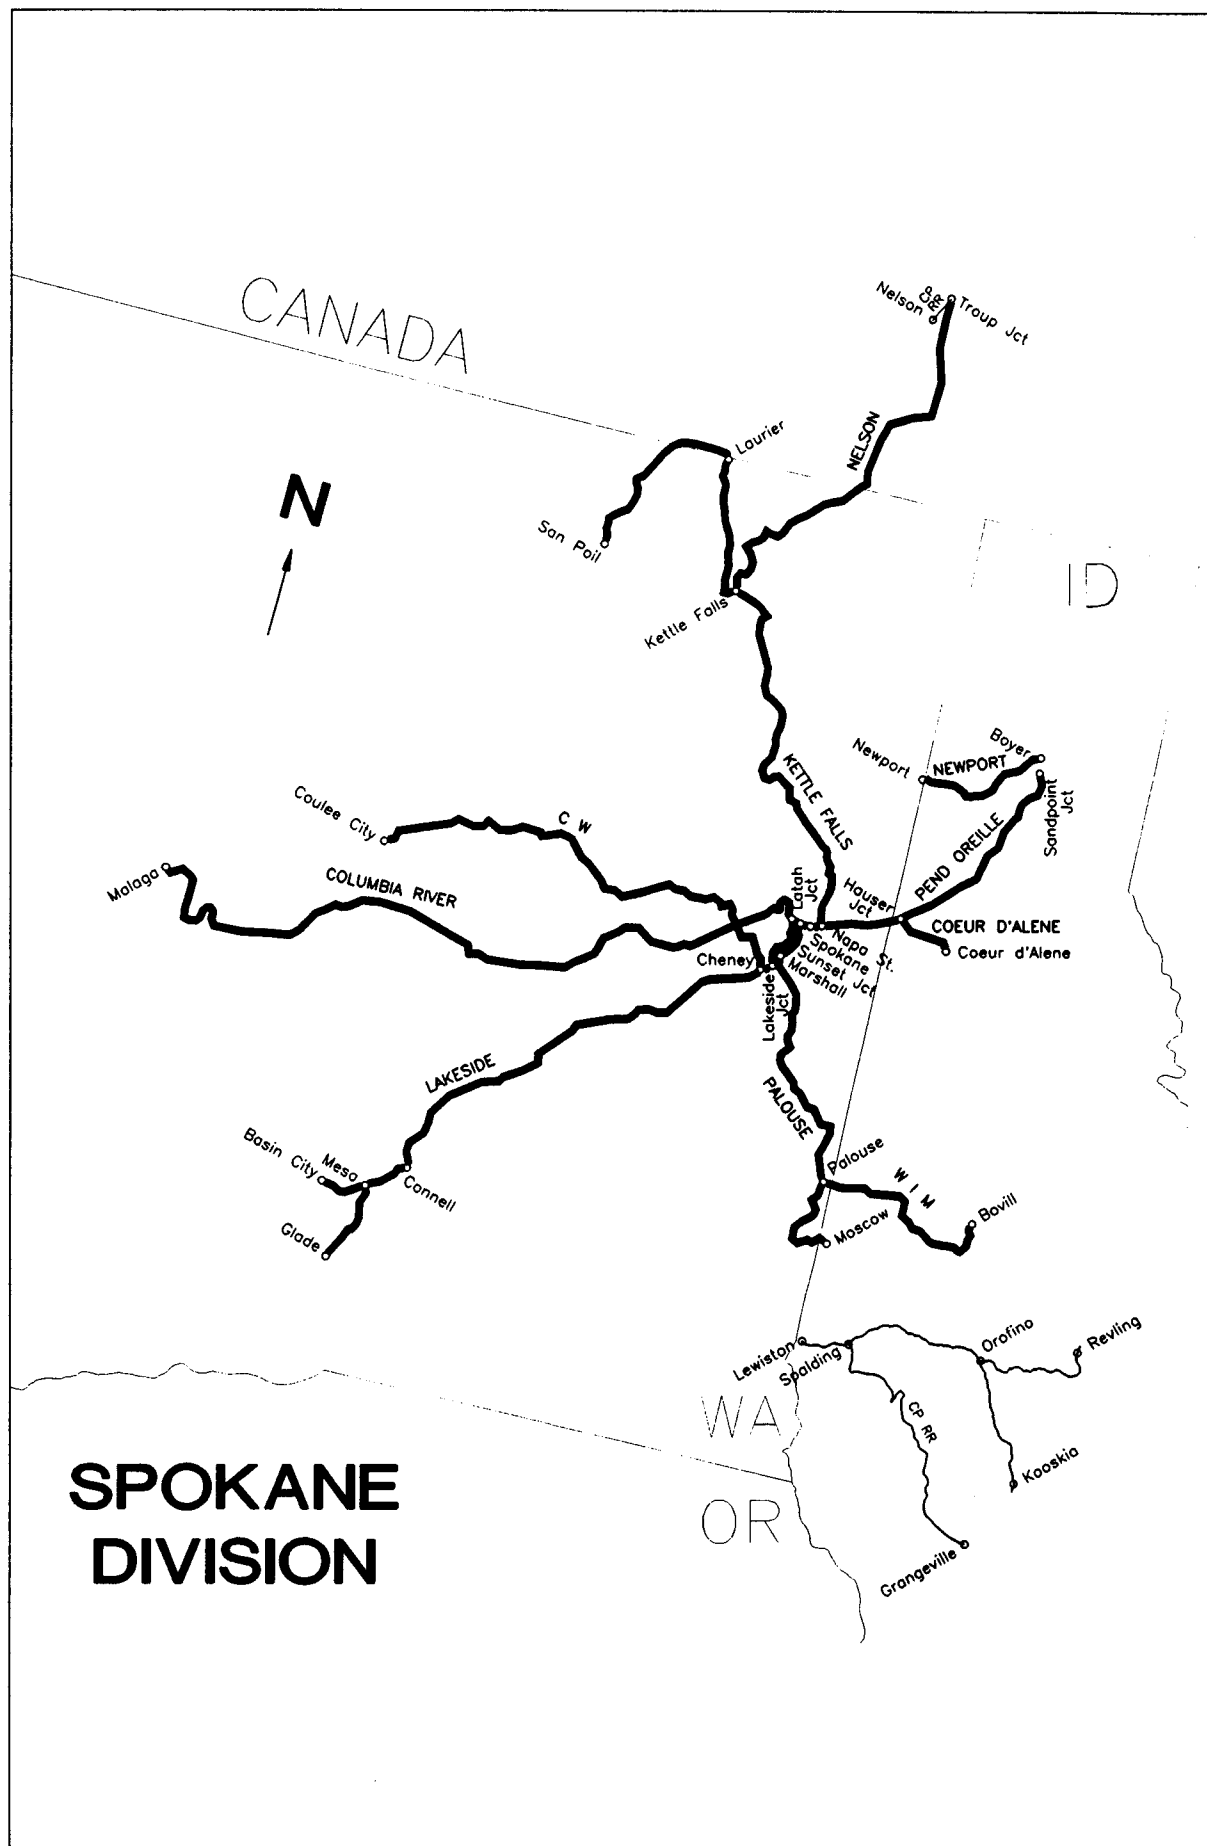 CANADA
Nelson
CP
RR
Troup Jct
NELSON
Laurier
N
San Poil
ID
Kettle Falls
Boyer
Newport
NEWPORT
KETTLE FALLS
Sandpoint
Jct
Coulee City
C W
PEND OREILLE
Malaga
COLUMBIA RIVER
Latah
Jct
Hauser
Jct
COEUR D'ALENE
Coeur d'Alene
Napa St.
Spokane
Sunset Jct
Marshall
Cheney
Lakeside
Jct
LAKESIDE
PALOUSE
Basin City
Mesa
Connell
Palouse
W I M
Bovill
Glade
Moscow
Lewiston
Spalding
Orofino
Revling
WA
CP RR
Kooskia
SPOKANE
DIVISION
OR
Grangeville